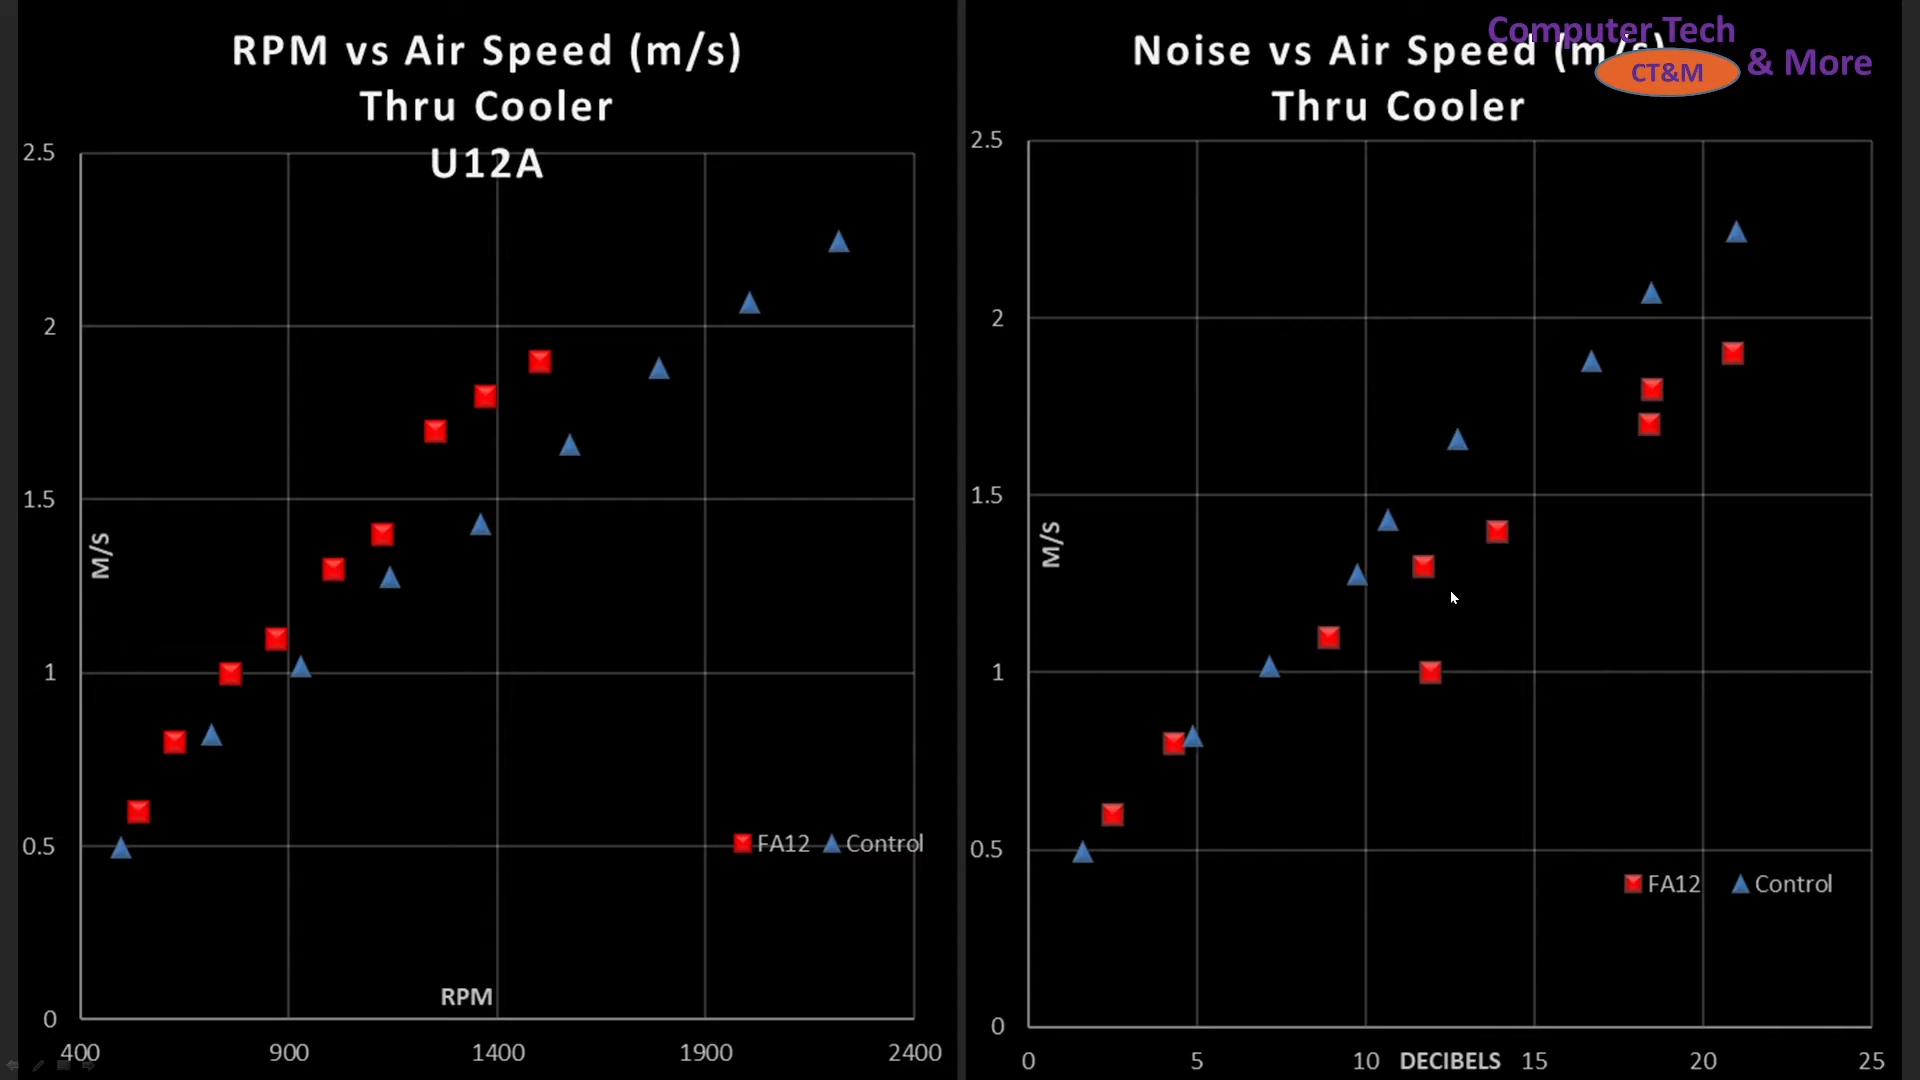 RPM vs Air Speed (m/s)
Thru Cooler
U12A
2.5
2
1.5
1
0.5
0
M/S
FA12 Control
RPM
400 900 1400 1900 2400
Noise vs Air Speed (m/s)
Thru Cooler
Computer Tech
CT&M
& More
2.5
2
1.5
1
0.5
0
M/S
FA12 Control
0 5 10 DECIBELS 15 20 25